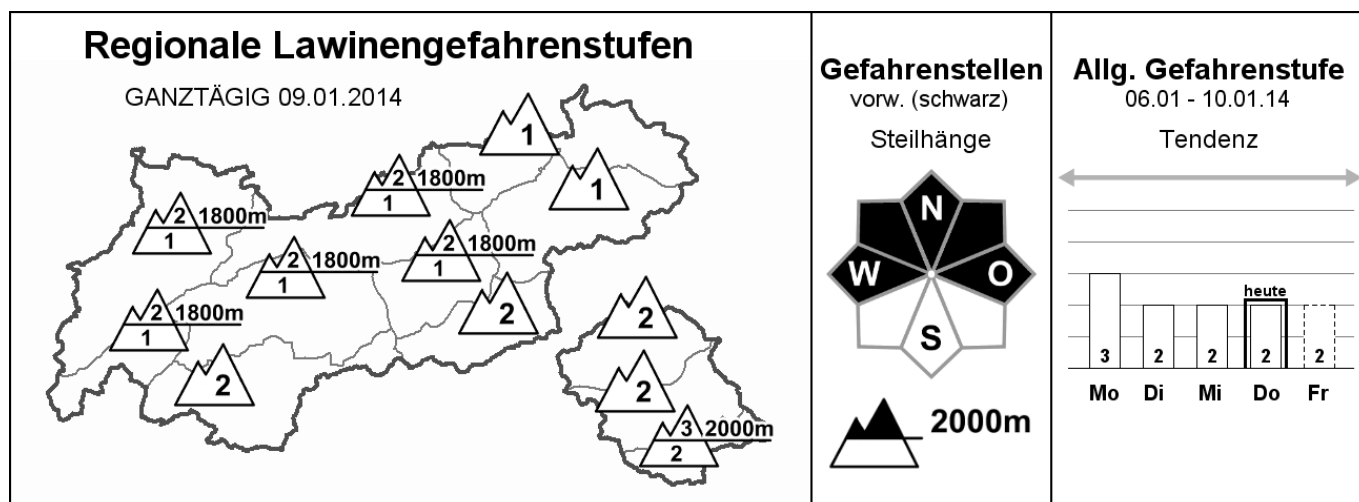 Regionale Lawinengefahrenstufen
GANZTÄGIG 09.01.2014
1
1
2 1800m
1
2 1800m
1
2 1800m
1
2 1800m
1
2 1800m
1
2
2
2
2
3 2000m
2
Gefahrenstellen
vorw. (schwarz)
Steilhänge
N
W O
S
2000m
Allg. Gefahrenstufe
06.01 - 10.01.14
Tendenz
heute
3 2 2 2 2
Mo Di Mi Do Fr